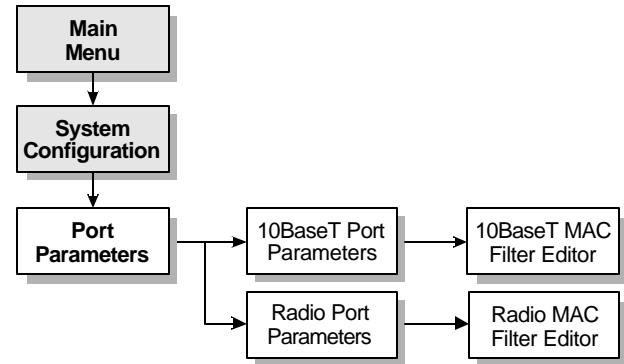 Main
Menu
System
Configuration
Port
Parameters
10BaseT Port
Parameters
10BaseT MAC
Filter Editor
Radio Port
Parameters
Radio MAC
Filter Editor